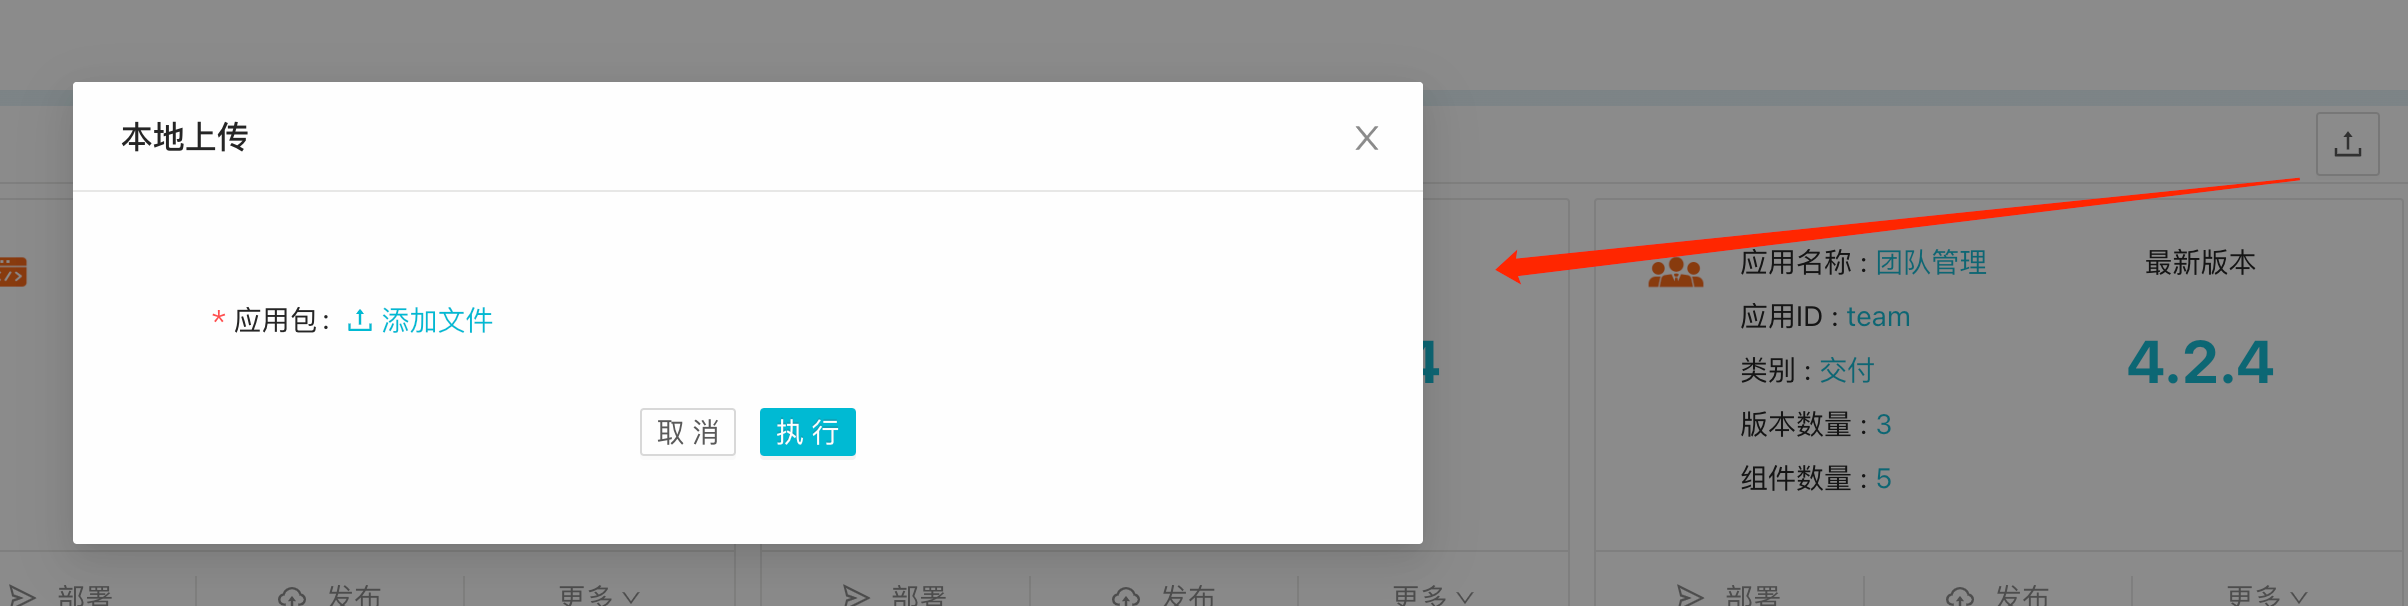 本地上传
* 应用包： 添加文件
取 消
执 行
4
应用名称 : 团队管理
最新版本
应用ID : team
类别 : 交付
4.2.4
版本数量 : 3
组件数量 : 5
部署 发布 更多
部署 发布 更多
部署 发布 更多